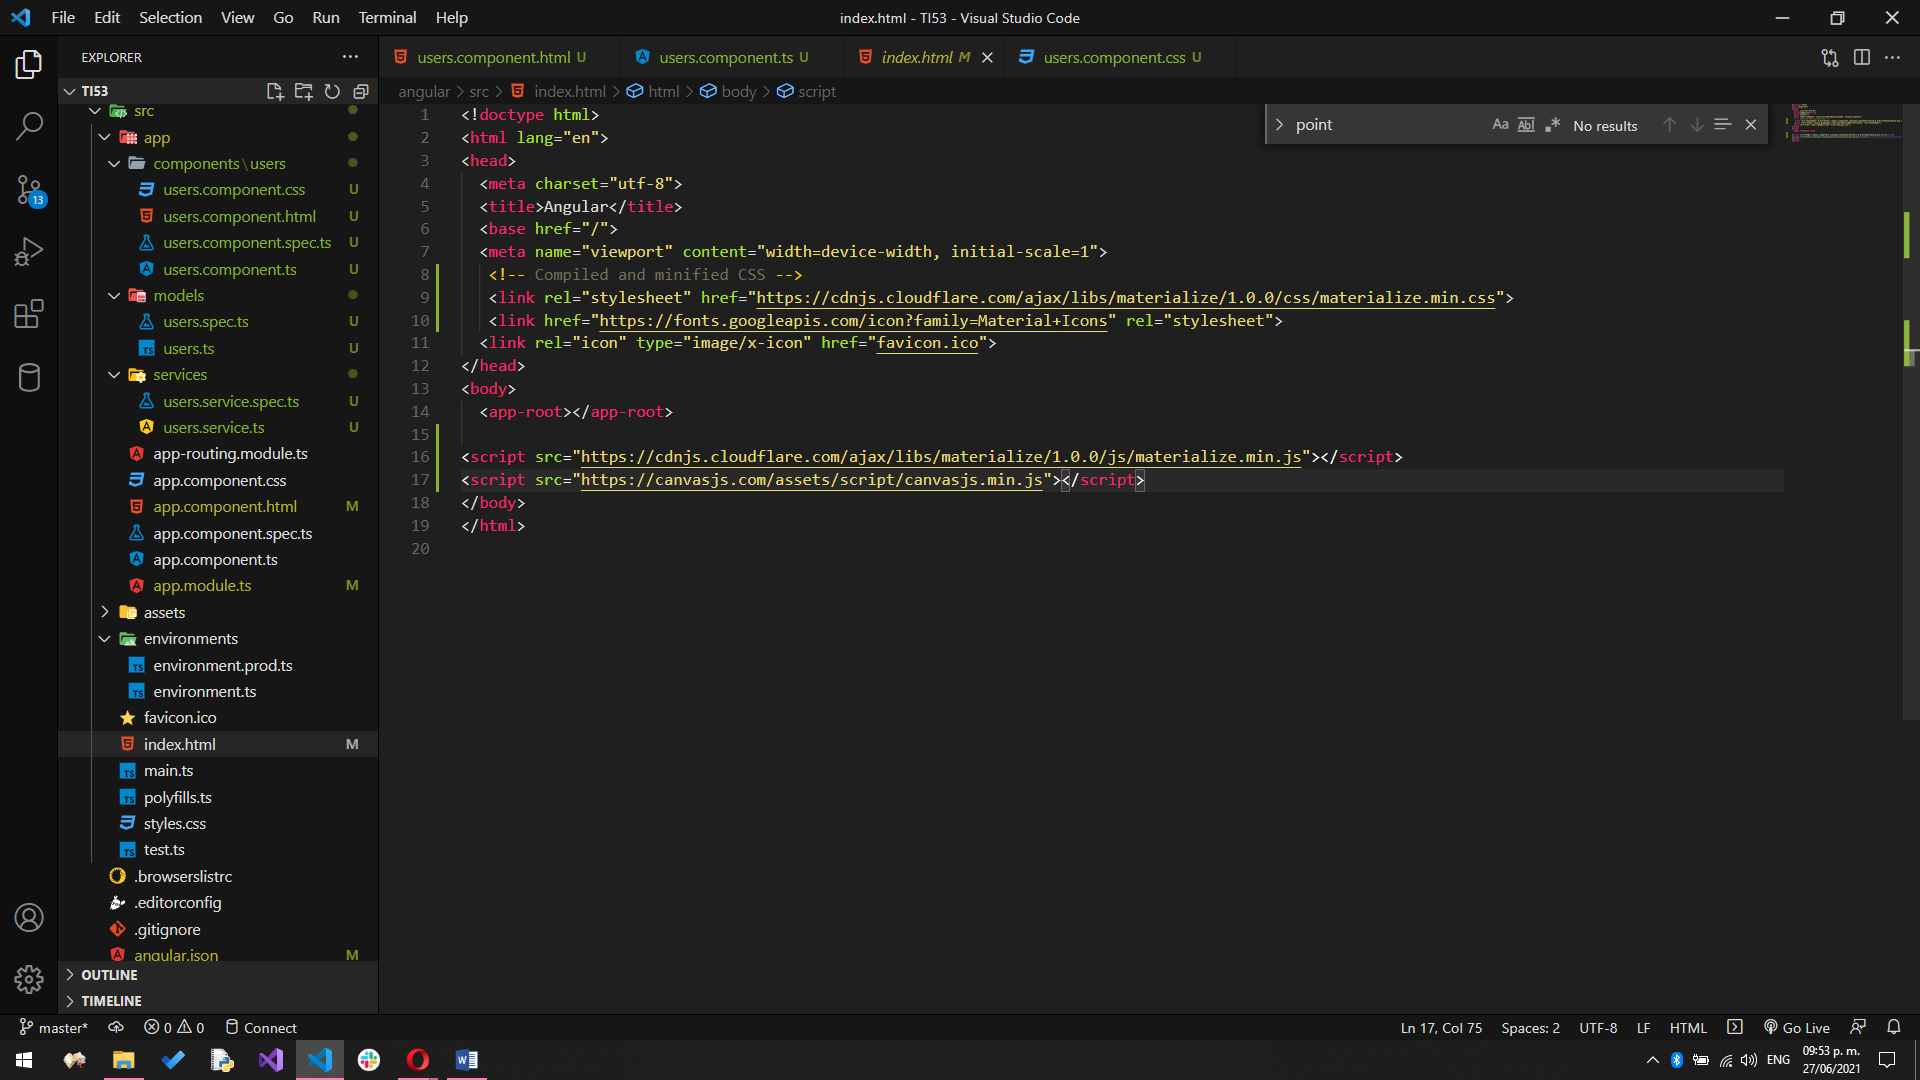 File Edit Selection View Go Run Terminal Help
index.html - TI53 - Visual Studio Code
EXPLORER
TI53
src
app
components\users
users.component.css U
users.component.html U
users.component.spec.ts U
users.component.ts U
models
users.spec.ts U
users.ts U
services
users.service.spec.ts U
users.service.ts U
app-routing.module.ts
app.component.css
app.component.html M
app.component.spec.ts
app.component.ts
app.module.ts M
assets
environments
environment.prod.ts
environment.ts
favicon.ico
index.html M
main.ts
polyfills.ts
styles.css
test.ts
.browserslistrc
.editorconfig
.gitignore
angular.json M
OUTLINE
TIMELINE
13
users.component.html U users.component.ts U index.html M users.component.css U
angular > src > index.html > html > body > script
point Aa Abl .* No results
1 <!doctype html>
2 <html lang="en">
3 <head>
4 <meta charset="utf-8">
5 <title>Angular</title>
6 <base href="/">
7 <meta name="viewport" content="width=device-width, initial-scale=1">
8 <!-- Compiled and minified CSS -->
9 <link rel="stylesheet" href="https://cdnjs.cloudflare.com/ajax/libs/materialize/1.0.0/css/materialize.min.css">
10 <link href="https://fonts.googleapis.com/icon?family=Material+Icons" rel="stylesheet">
11 <link rel="icon" type="image/x-icon" href="favicon.ico">
12 </head>
13 <body>
14 <app-root></app-root>
15
16 <script src="https://cdnjs.cloudflare.com/ajax/libs/materialize/1.0.0/js/materialize.min.js"></script>
17 <script src="https://canvasjs.com/assets/script/canvasjs.min.js"></script>
18 </body>
19 </html>
20
master* 0 0 Connect
Ln 17, Col 75 Spaces: 2 UTF-8 LF HTML Go Live
ENG 09:53 p. m.
27/06/2021